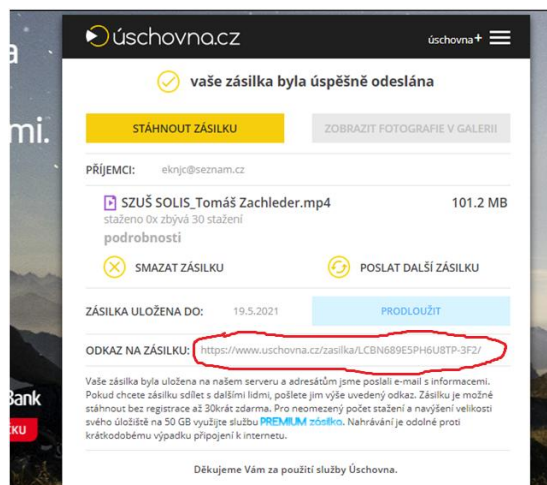 úschovna.cz
úschovna+
vaše zásilka byla úspěšně odeslána
STÁHNOUT ZÁSILKU
ZOBRAZIT FOTOGRAFIE V GALERII
PŘÍJEMCI: eknjc@seznam.cz
SZUŠ SOLIS_Tomáš Zachleder.mp4 101.2 MB
staženo 0x zbývá 30 stažení
podrobnosti
SMAZAT ZÁSILKU
POSLAT DALŠÍ ZÁSILKU
ZÁSILKA ULOŽENA DO: 19.5.2021
PRODLOUŽIT
ODKAZ NA ZÁSILKU: https://www.uschovna.cz/zasilka/LCBN689E5PH6U8TP-3F2/
Vaše zásilka byla uložena na našem serveru a adresátům jsme poslali e-mail s informacemi.
Pokud chcete zásilku sdílet s dalšími lidmi, pošlete jim výše uvedený odkaz. Zásilku je možné
stáhnout bez registrace až 30krát zdarma. Pro neomezený počet stažení a navýšení velikosti
svého úložiště na 50 GB využijte službu PREMIUM zásilka. Nahrávání je odolné proti
krátkodobému výpadku připojení k internetu.
Děkujeme Vám za použití služby Úschovna.
a
mi.
Bank
KU